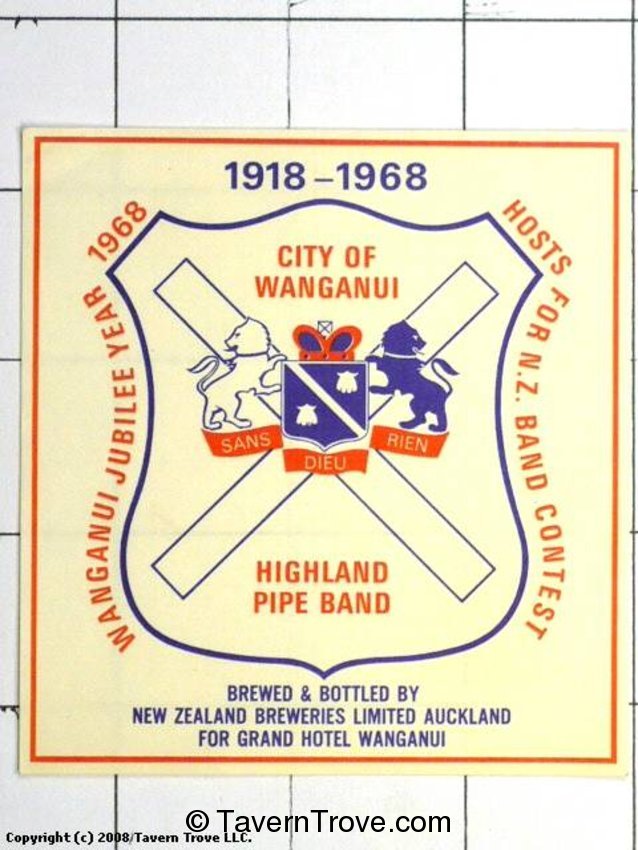 1918–1968
WANGANUI JUBILEE YEAR 1968
HOSTS FOR N.Z. BAND CONTEST
CITY OF
WANGANUI
SANS DIEU RIEN
HIGHLAND
PIPE BAND
BREWED & BOTTLED BY
NEW ZEALAND BREWERIES LIMITED AUCKLAND
FOR GRAND HOTEL WANGANUI
© TavernTrove.com
Copyright (c) 2008/Tavern Trove LLC.